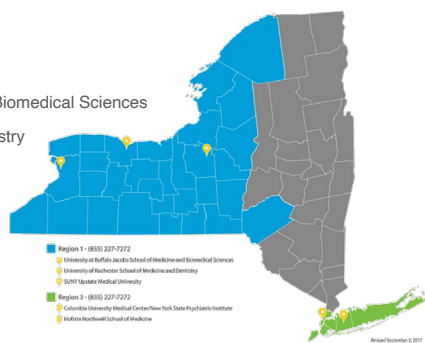 Biomedical Sciences
stry
Region 1 - (855) 227-7272
University at Buffalo Jacobs School of Medicine and Biomedical Sciences
University of Rochester School of Medicine and Dentistry
SUNY Upstate Medical University
Region 3 - (855) 227-7272
Columbia University Medical Center/New York State Psychiatric Institute
Hofstra Northwell School of Medicine
Revised September 2, 2017